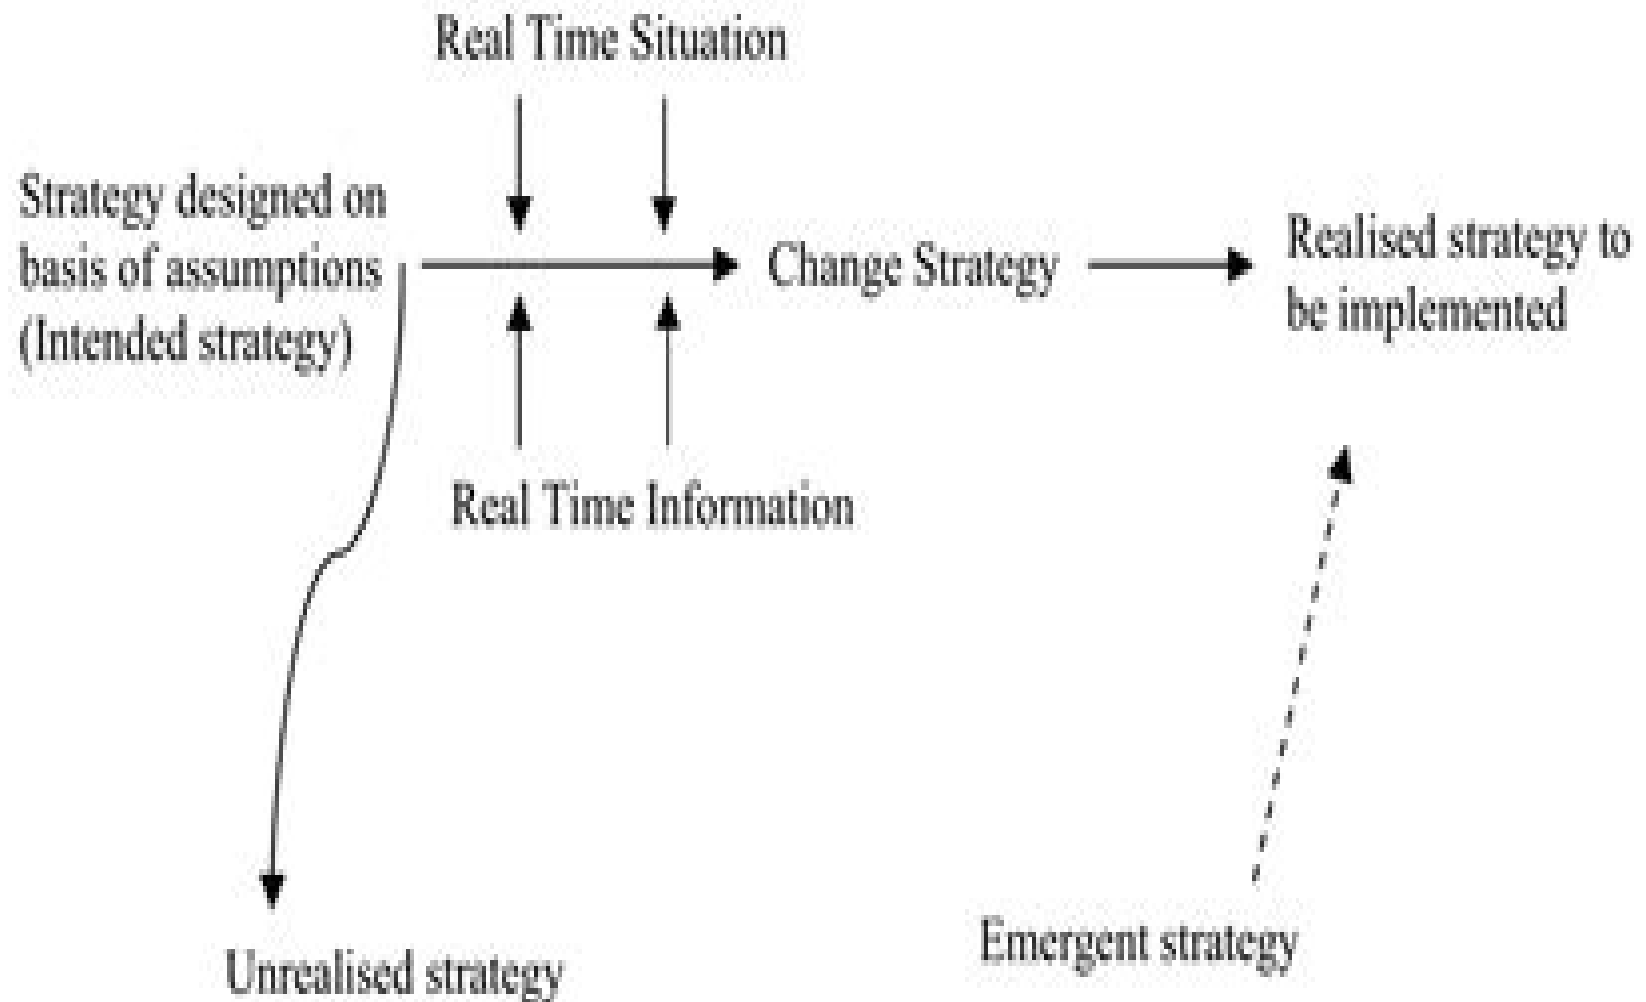 Real Time Situation
Strategy designed on
basis of assumptions
(Intended strategy)
Change Strategy
Realised strategy to
be implemented
Real Time Information
Unrealised strategy
Emergent strategy